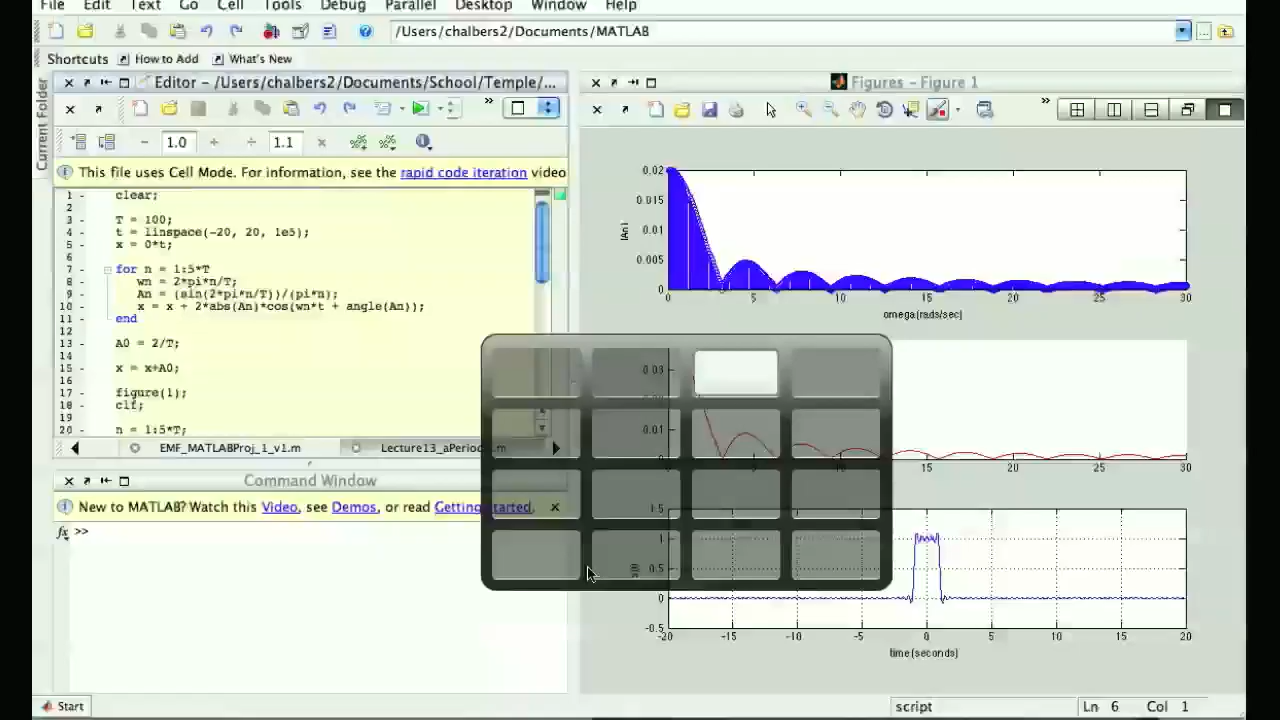 File Edit Text Go Cell Tools Debug Parallel Desktop Window Help
/Users/chalbers2/Documents/MATLAB
Shortcuts How to Add What's New
Current Folder
Editor – /Users/chalbers2/Documents/School/Temple/...
1.0 1.1
This file uses Cell Mode. For information, see the rapid code iteration video
1 - clear;
2
3 - T = 100;
4 - t = linspace(-20, 20, 1e5);
5 - x = 0*t;
6
7 - for n = 1:5*T
8 - wn = 2*pi*n/T;
9 - An = (sin(2*pi*n/T))/(pi*n);
10 - x = x + 2*abs(An)*cos(wn*t + angle(An));
11 - end
12
13 - A0 = 2/T;
14
15 - x = x+A0;
16
17 - figure(1);
18 - clf;
19
20 - n = 1:5*T;
EMF_MATLABProj_1_v1.m Lecture13_aPeriod .m
Command Window
New to MATLAB? Watch this Video, see Demos, or read Getting Started.
fx >>
Figures – Figure 1
0.02
0.015
0.01
0.005
0
|An|
0 5 10 15 20 25 30
omega(rads/sec)
0.03
0.01
15 20 25 30
1.5
1
0.5
0
-0.5
x(t)
-20 -15 -10 -5 0 5 10 15 20
time(seconds)
Start
script Ln 6 Col 1